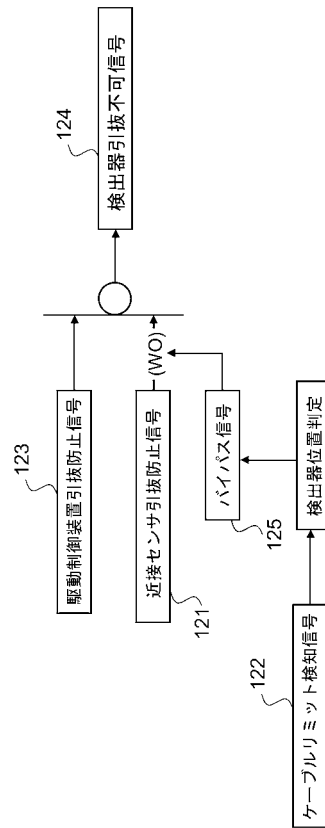 123
駆動制御装置引抜防止信号
近接センサ引抜防止信号
121
(WO)
124
検出器引抜不可信号
バイパス信号
125
122
ケーブルリミット検知信号
検出器位置判定